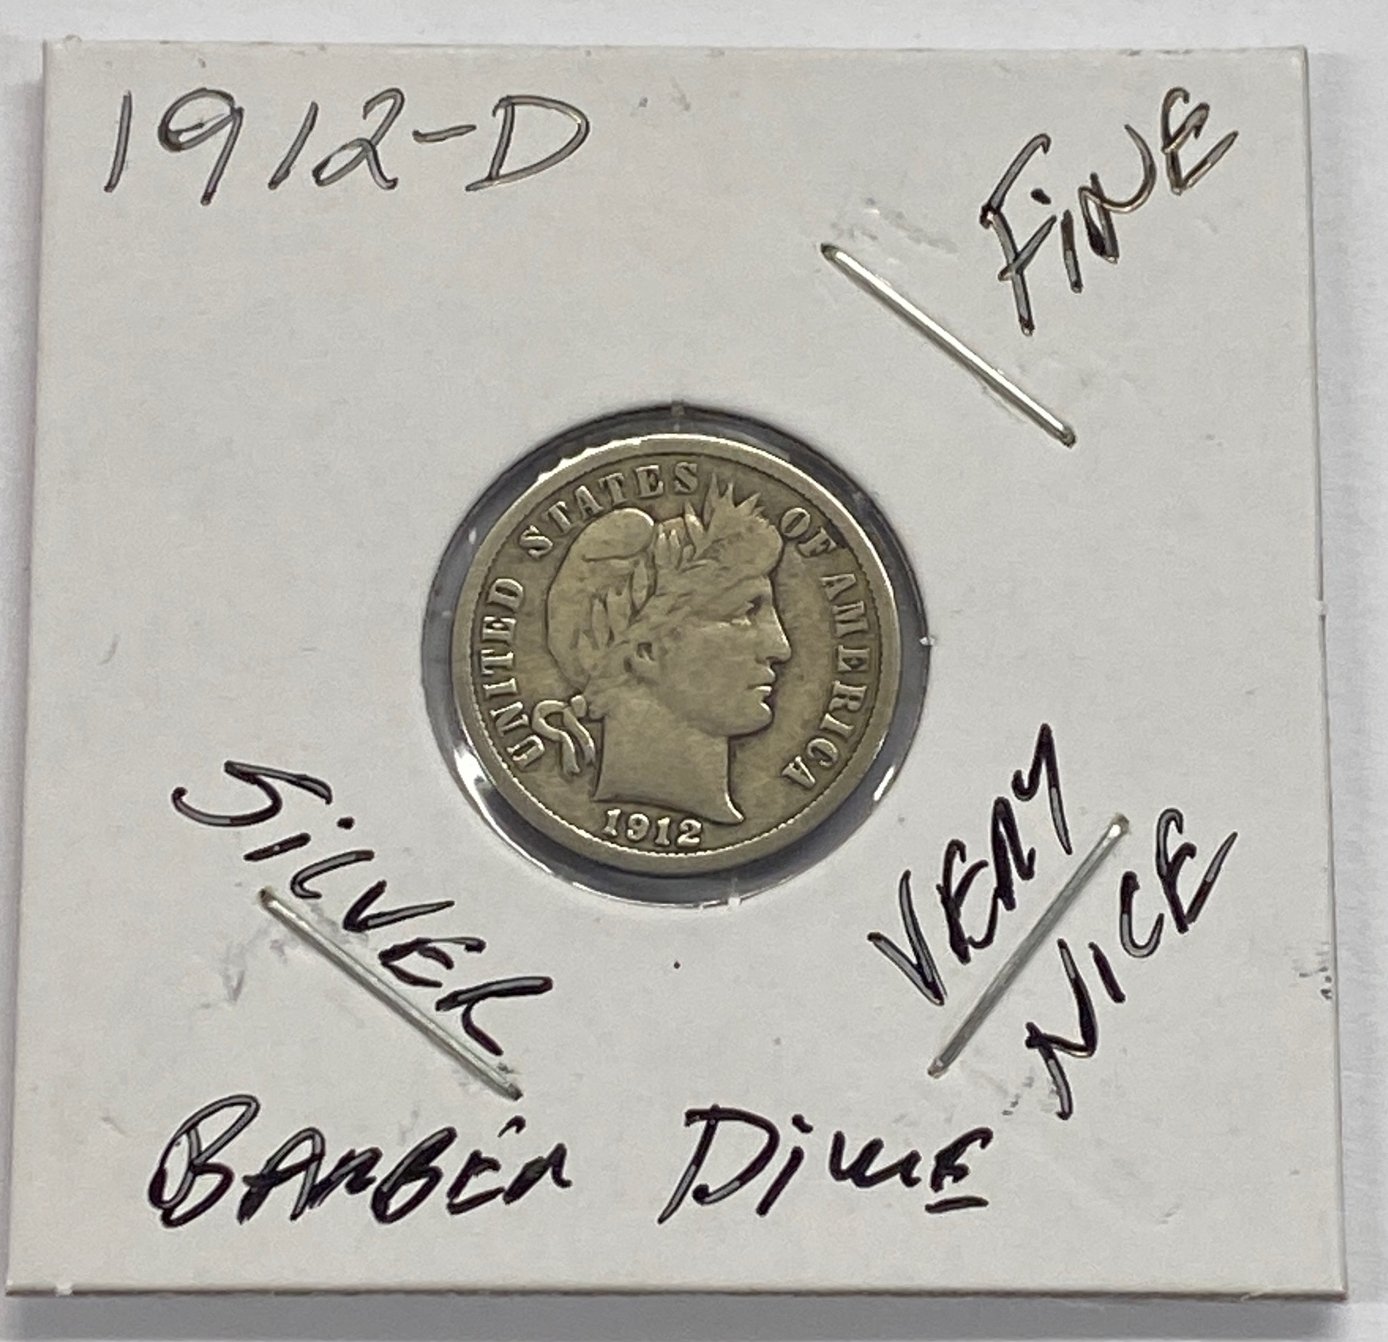 1912-D
FiNE
UNITED STATES OF AMERICA
1912
SiLVER
VERY
NICE
BARBER DiME